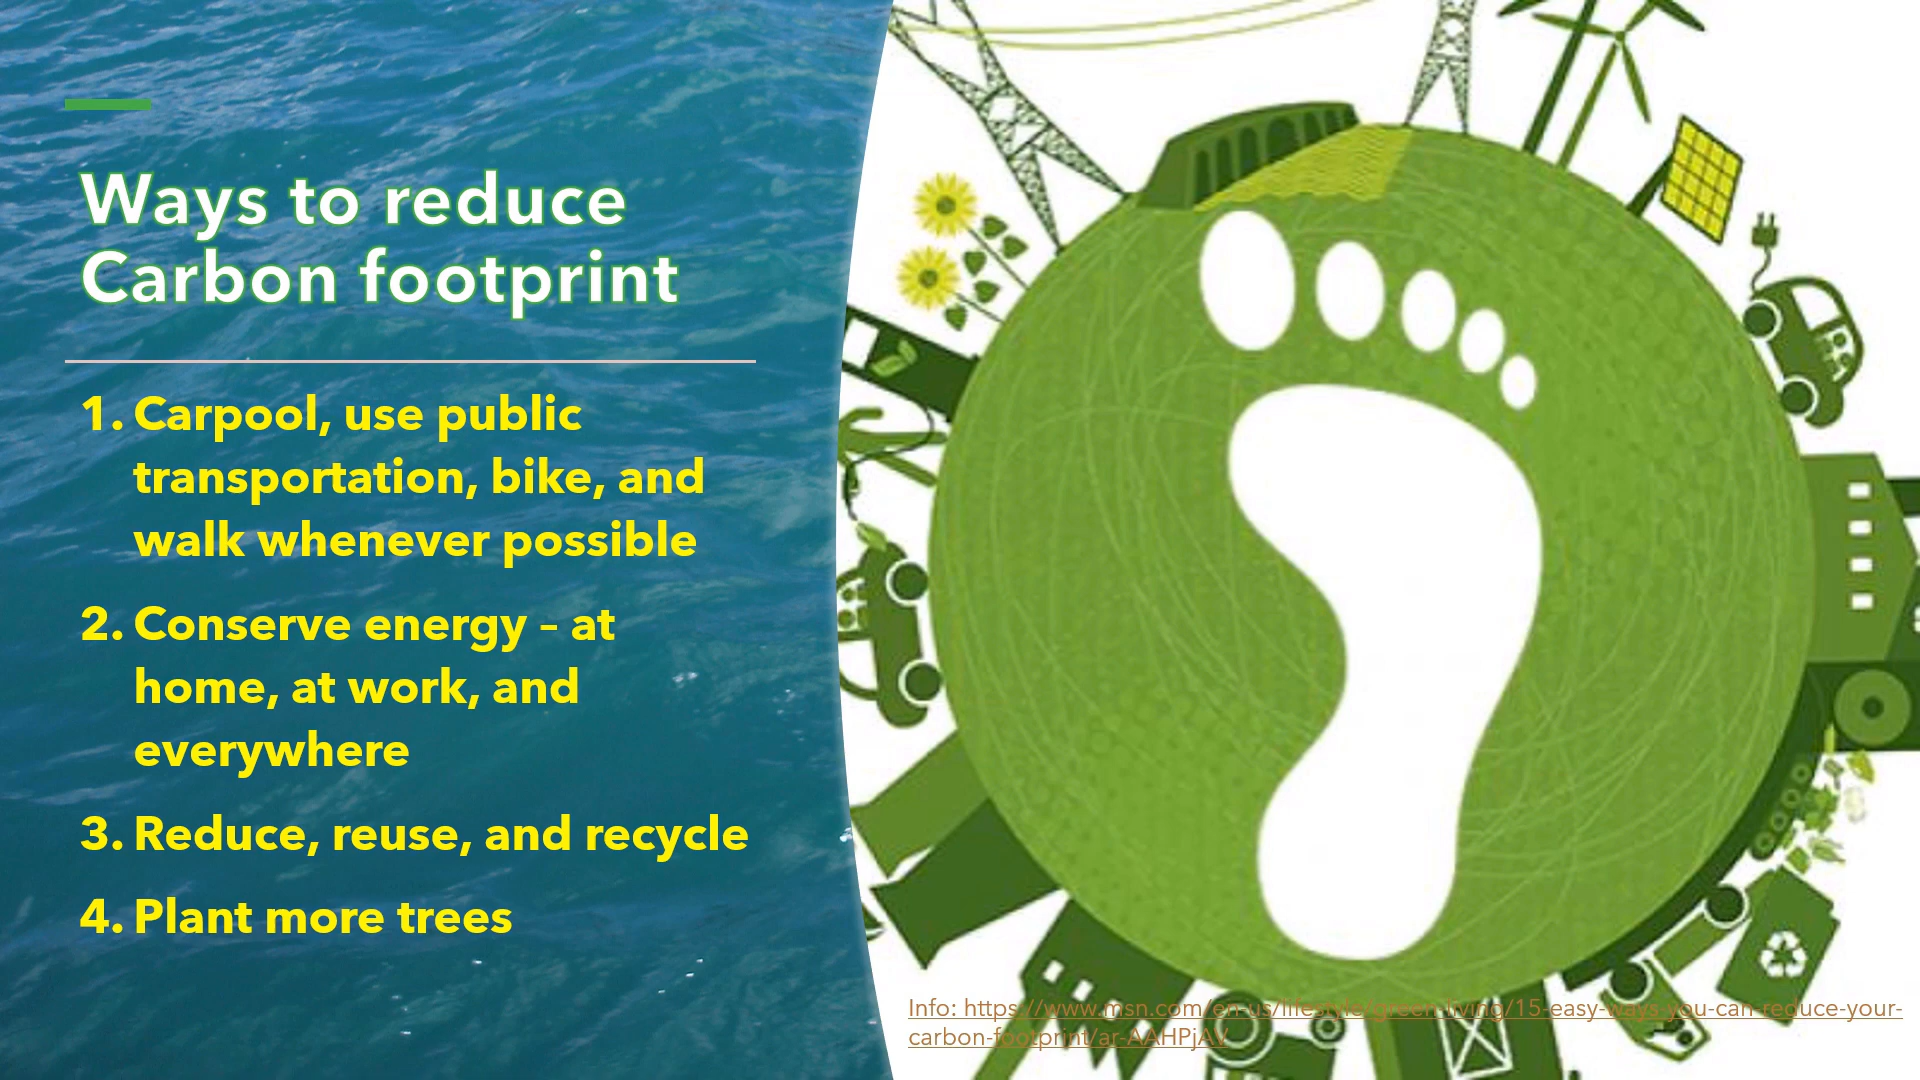 Ways to reduce
Carbon footprint
1. Carpool, use public
transportation, bike, and
walk whenever possible
2. Conserve energy – at
home, at work, and
everywhere
3. Reduce, reuse, and recycle
4. Plant more trees
Info: https://www.msn.com/en-us/lifestyle/green-living/15-easy-ways-you-can-reduce-your-
carbon-footprint/ar-AAHPjAV